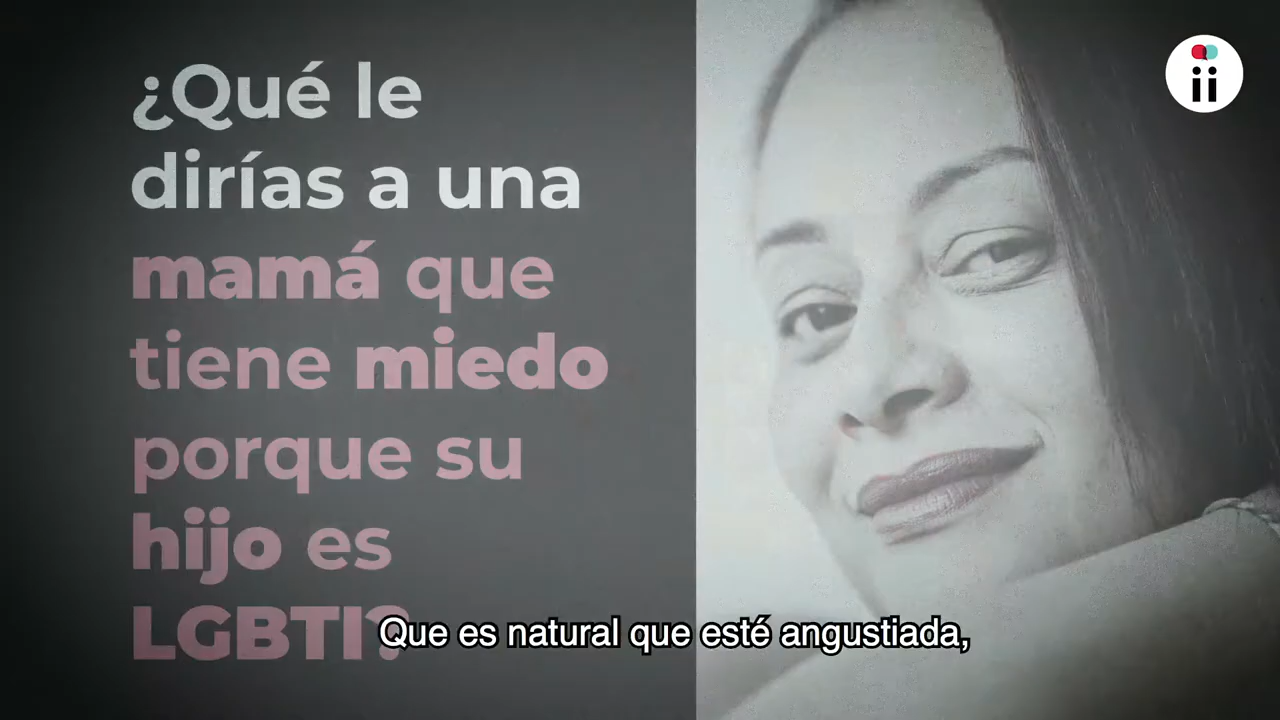 ¿Qué le
dirías a una
mamá que
tiene miedo
porque su
hijo es
LGBTI?
Que es natural que esté angustiada,
ii